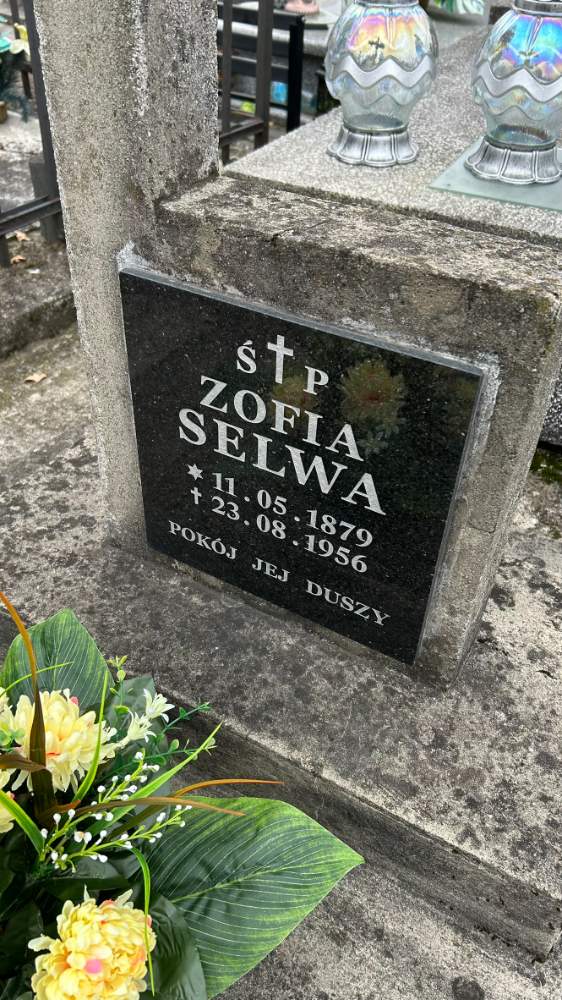 Ś✝P
ZOFIA
SELWA
★ 11.05.1879
✝ 23.08.1956
POKÓJ JEJ DUSZY